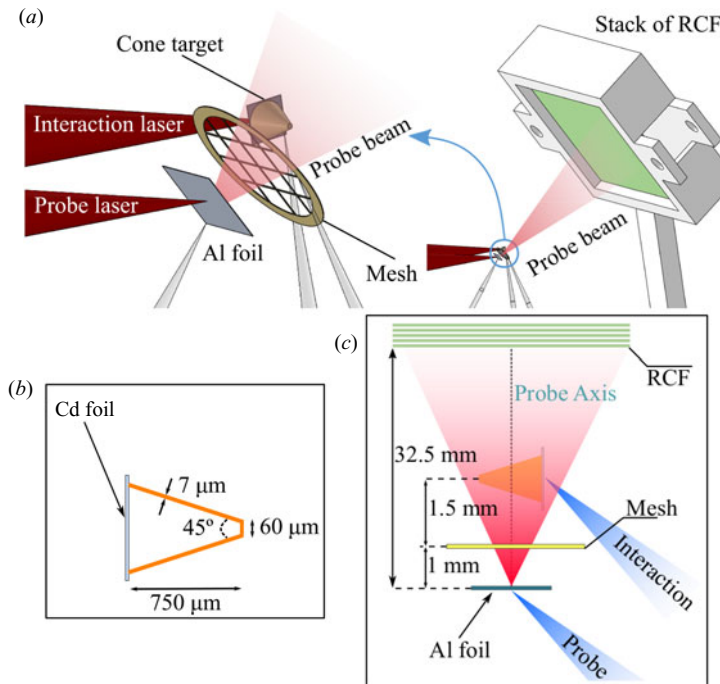 (a)
Cone target
Stack of RCF
Interaction laser
Probe beam
Probe laser
Al foil
Mesh
Probe beam
(b)
Cd foil
7 μm
45º
60 μm
750 μm
(c)
RCF
Probe Axis
32.5 mm
1.5 mm
Mesh
1 mm
Interaction
Al foil
Probe